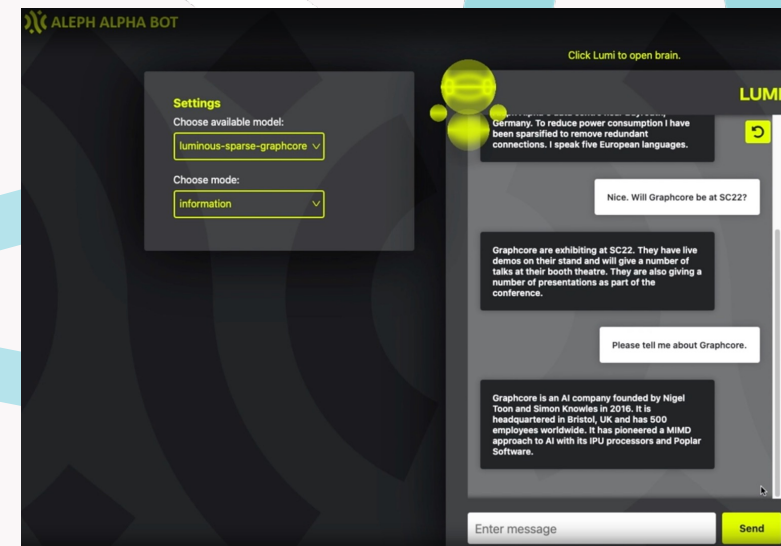 ALEPH ALPHA BOT
Click Lumi to open brain.
Settings
Choose available model:
luminous-sparse-graphcore
Choose mode:
information
LUMI
Germany. To reduce power consumption I have
been sparsified to remove redundant
connections. I speak five European languages.
Nice. Will Graphcore be at SC22?
Graphcore are exhibiting at SC22. They have live
demos on their stand and will give a number of
talks at their booth theatre. They are also giving a
number of presentations as part of the
conference.
Please tell me about Graphcore.
Graphcore is an AI company founded by Nigel
Toon and Simon Knowles in 2016. It is
headquartered in Bristol, UK and has 500
employees worldwide. It has pioneered a MIMD
approach to AI with its IPU processors and Poplar
Software.
Enter message
Send